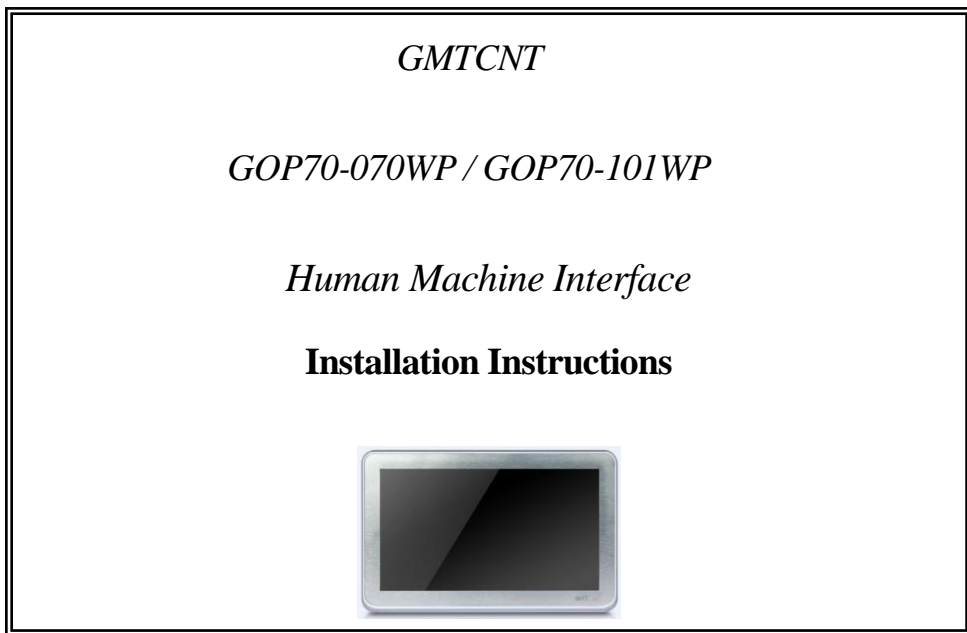 GMTCNT
GOP70-070WP / GOP70-101WP
Human Machine Interface
Installation Instructions